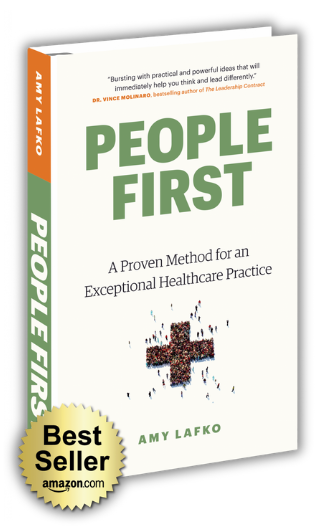 "Bursting with practical and powerful ideas that will
immediately help you think and lead differently."
DR. VINCE MOLINARO, bestselling author of The Leadership Contract
PEOPLE
FIRST
A Proven Method for an
Exceptional Healthcare Practice
AMY LAFKO
AMY LAFKO
PEOPLE FIRS
Best
Seller
amazon.com